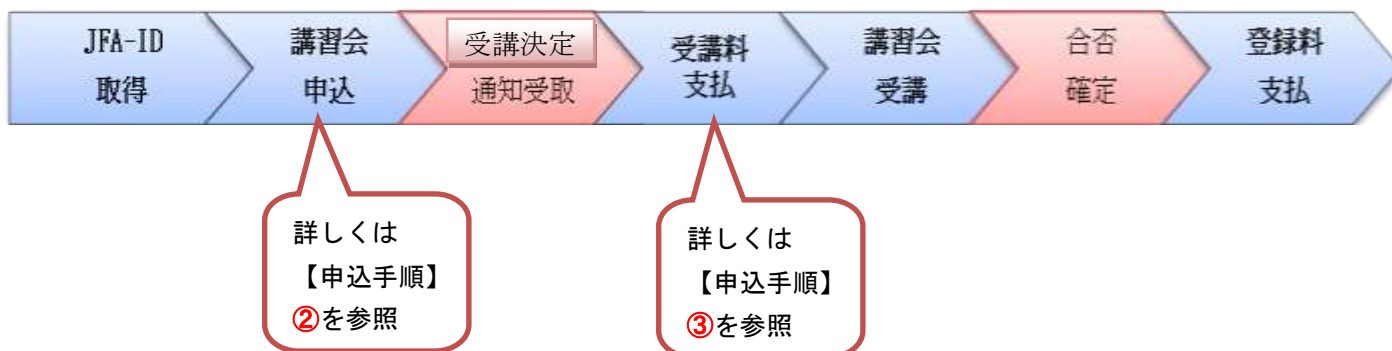 JFA-ID
取得
講習会
申込
受講決定
通知受取
受講料
支払
講習会
受講
合否
確定
登録料
支払
詳しくは
【申込手順】
②を参照
詳しくは
【申込手順】
③を参照